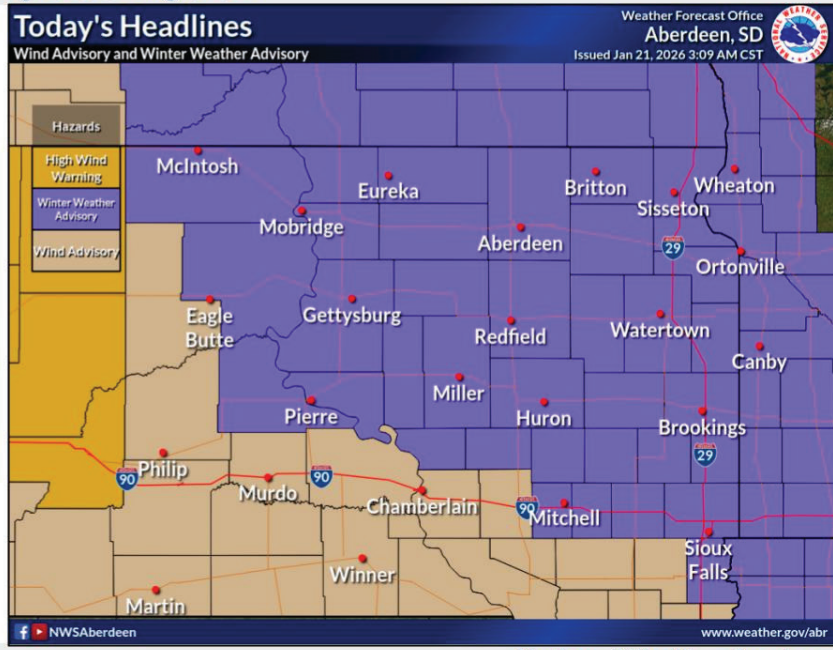 Today's Headlines
Wind Advisory and Winter Weather Advisory
Weather Forecast Office
Aberdeen, SD
Issued Jan 21, 2026 3:09 AM CST
Hazards
High Wind
Warning
Winter Weather
Advisory
Wind Advisory
McIntosh
Eureka
Britton
Wheaton
Sisseton
Mobridge
Aberdeen
29
Ortonville
Eagle
Butte
Gettysburg
Redfield
Watertown
Canby
Miller
Pierre
Huron
Brookings
29
Philip
90
Murdo
90
Chamberlain
90
Mitchell
Sioux
Falls
Winner
Martin
NWSAberdeen
www.weather.gov/abr